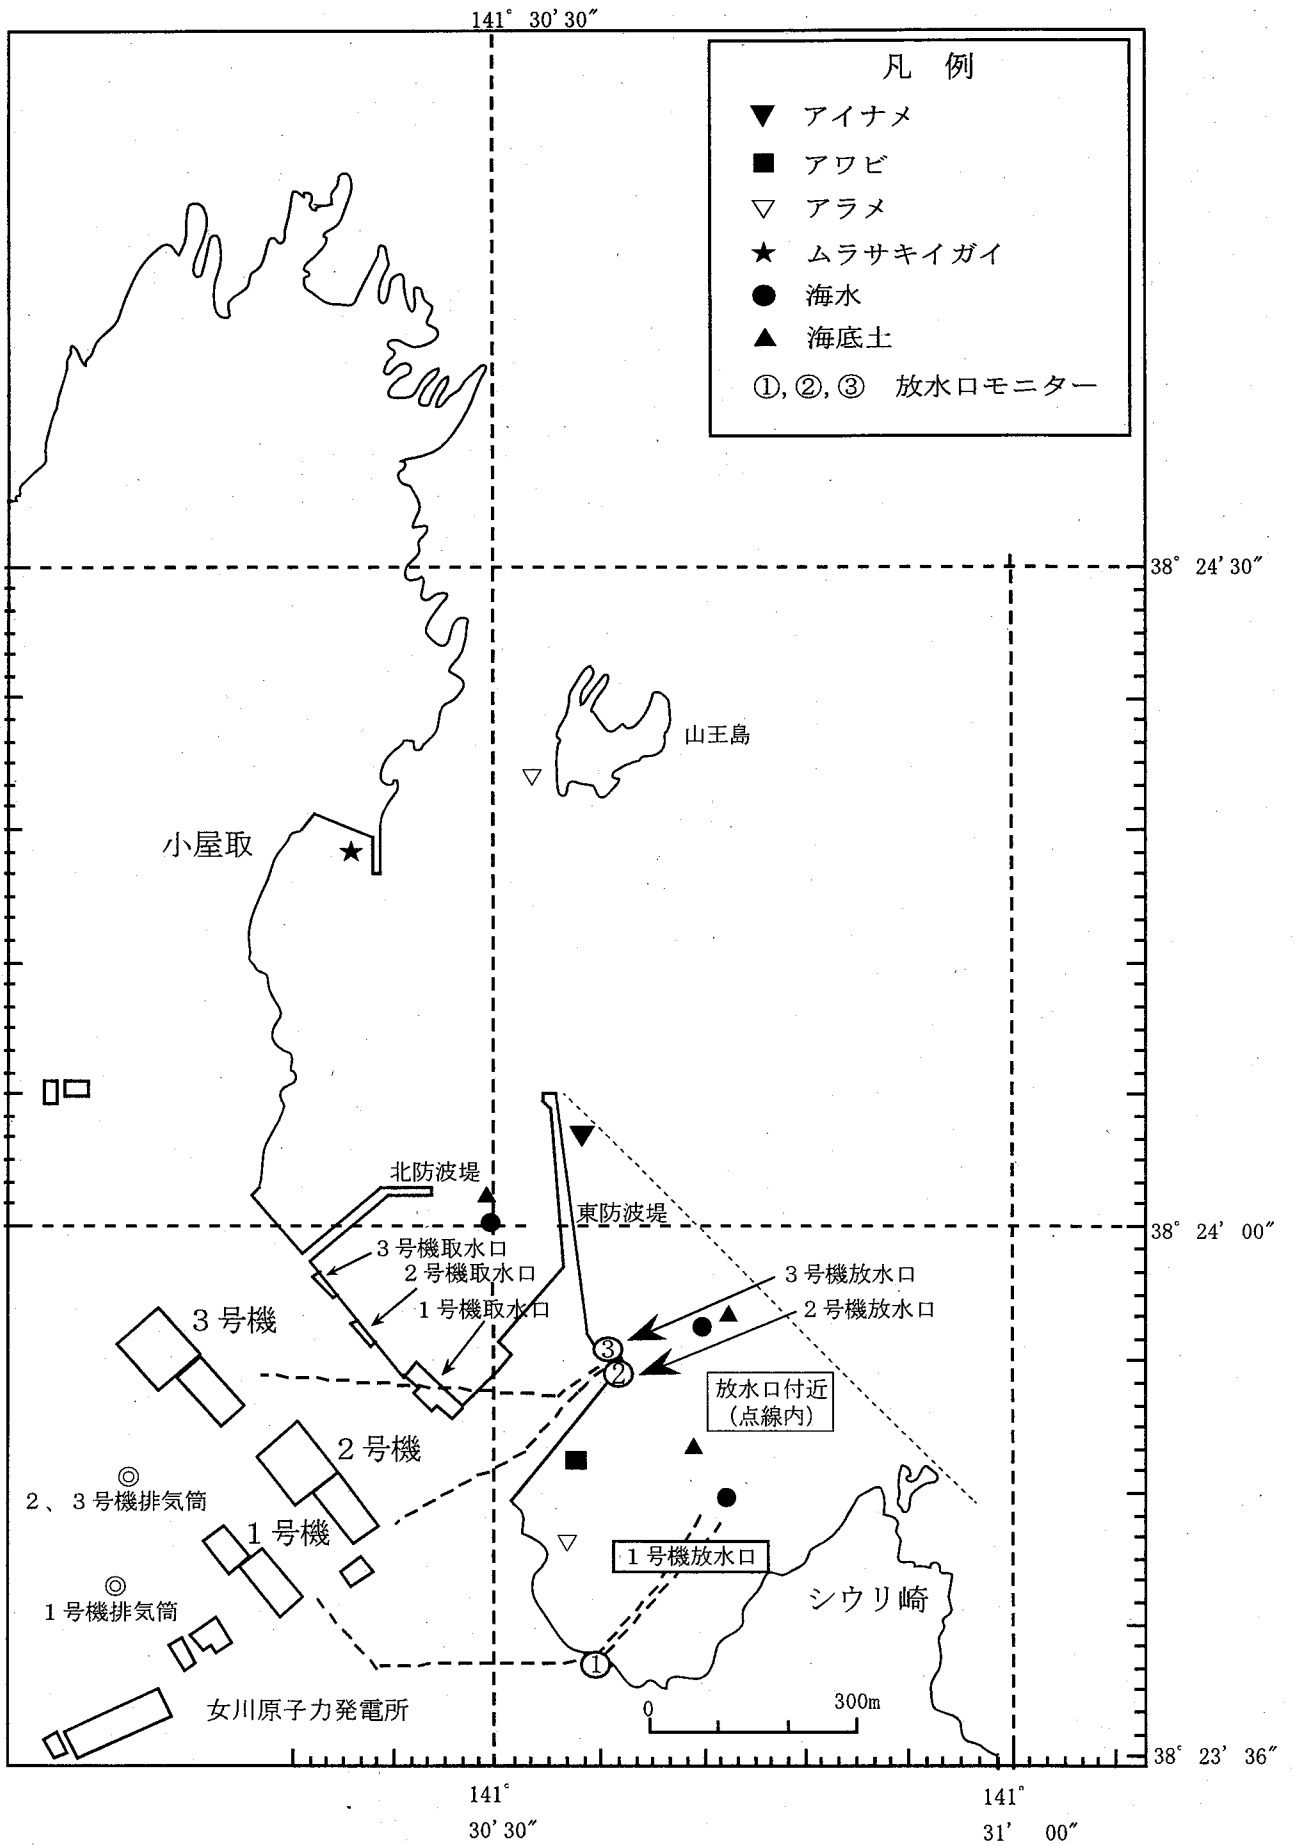 141° 30′30″
凡 例
▼ アイナメ
■ アワビ
▽ アラメ
★ ムラサキイガイ
● 海水
▲ 海底土
①,②,③ 放水口モニター
38° 24′30″
山王島
小屋取
北防波堤
東防波堤
38° 24′00″
3号機取水口
2号機取水口
1号機取水口
3号機放水口
2号機放水口
3号機
③
②
放水口付近
(点線内)
2号機
2、3号機排気筒
1号機
1号機放水口
1号機排気筒
シウリ崎
①
女川原子力発電所
0 300m
38° 23′36″
141°
30′30″
141°
31′ 00″